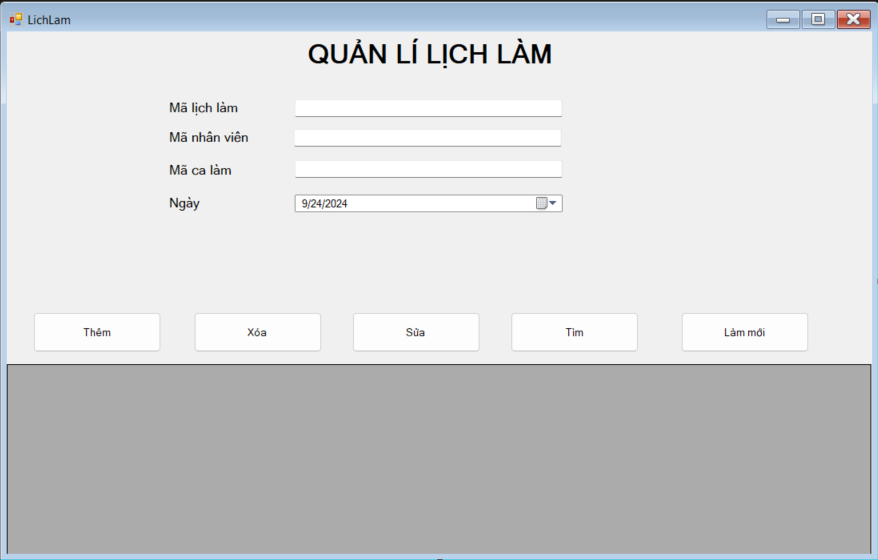 LichLam
QUẢN LÍ LỊCH LÀM
Mã lịch làm
Mã nhân viên
Mã ca làm
Ngày 9/24/2024
Thêm Xóa Sửa Tìm Làm mới